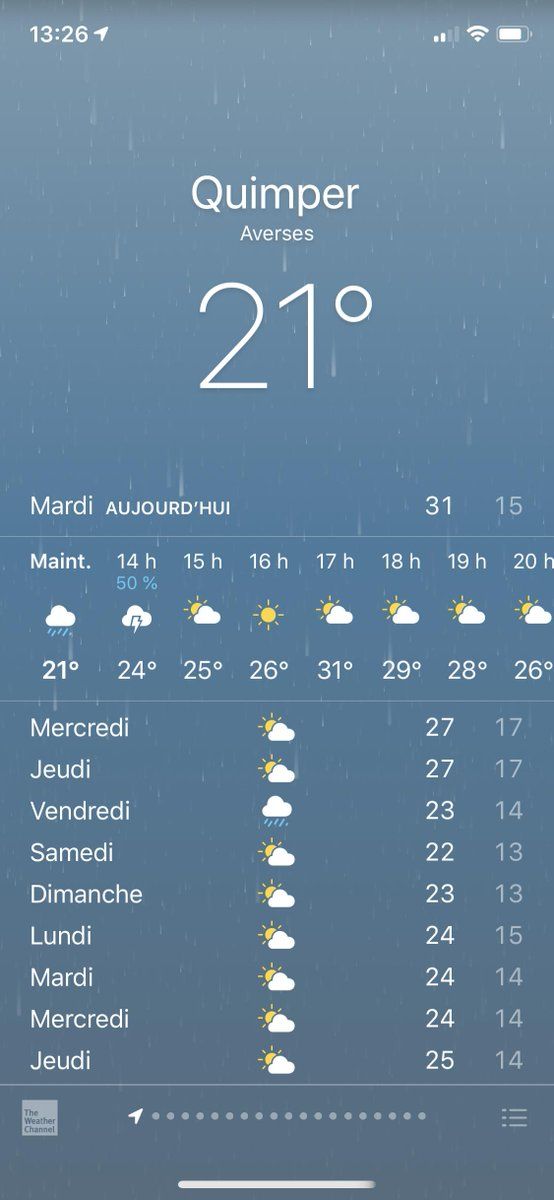 13:26
Quimper
Averses
21°
Mardi AUJOURD'HUI 31 15
Maint. 14 h 15 h 16 h 17 h 18 h 19 h 20 h
50 %
21° 24° 25° 26° 31° 29° 28° 26°
Mercredi 27 17
Jeudi 27 17
Vendredi 23 14
Samedi 22 13
Dimanche 23 13
Lundi 24 15
Mardi 24 14
Mercredi 24 14
Jeudi 25 14
The
Weather
Channel